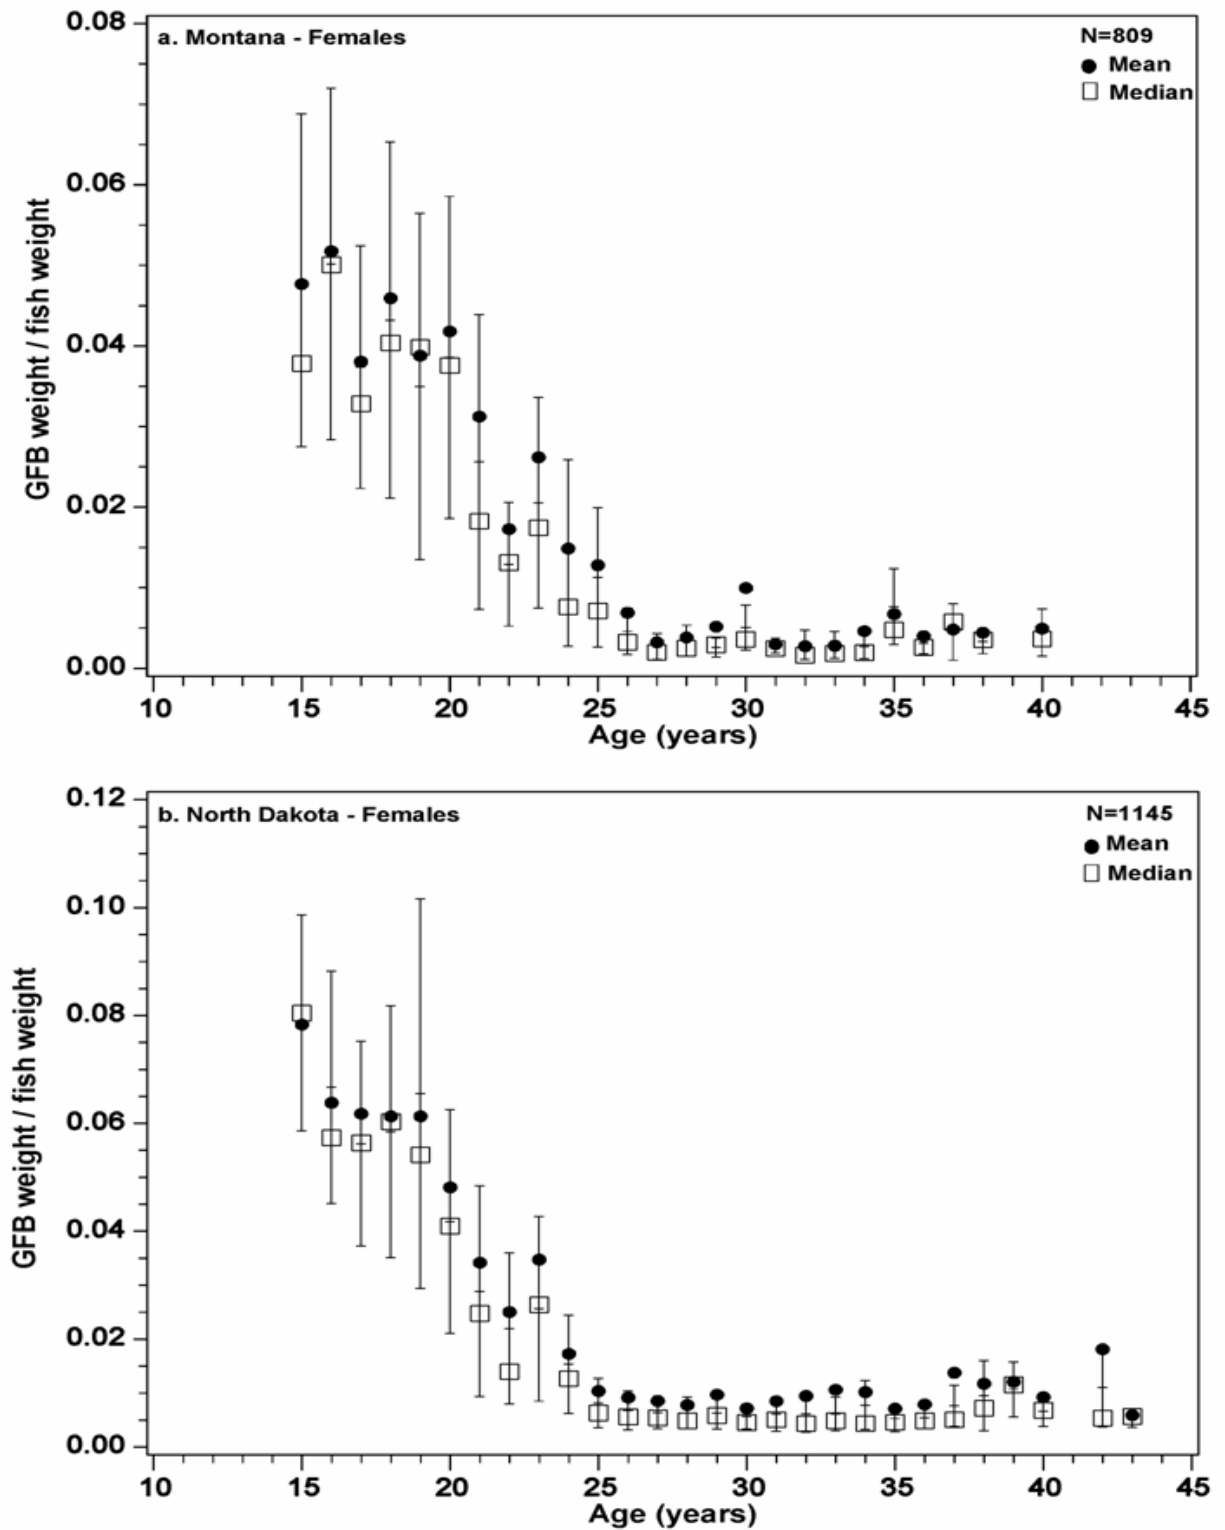 0.08
a. Montana - Females
N=809
Mean
Median
0.06
0.04
0.02
0.00
GFB weight / fish weight
10 15 20 25 30 35 40 45
Age (years)
0.12
b. North Dakota - Females
N=1145
Mean
Median
0.10
0.08
0.06
0.04
0.02
0.00
GFB weight / fish weight
10 15 20 25 30 35 40 45
Age (years)